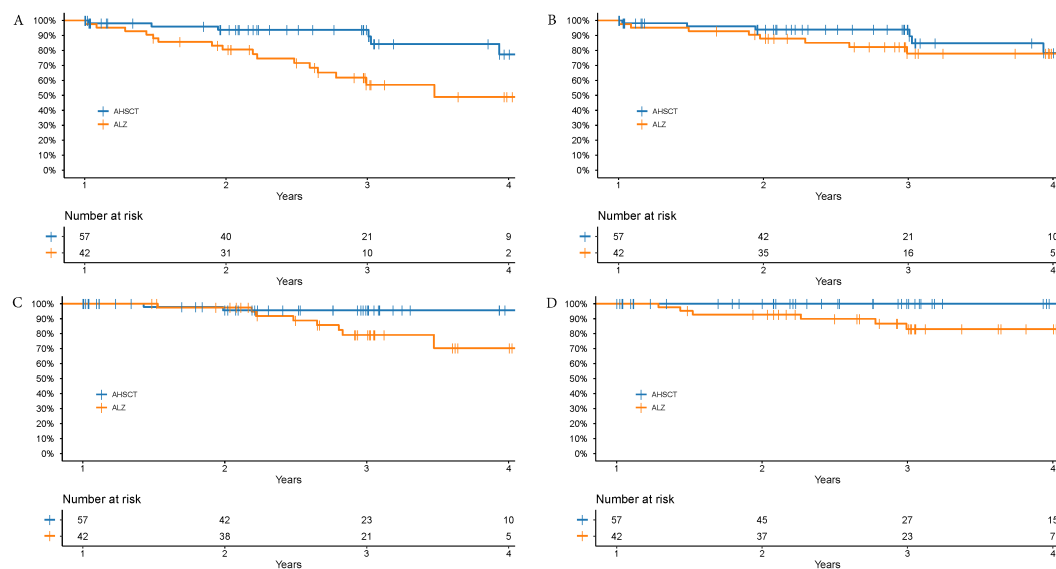 A
100%
90%
80%
70%
60%
50%
40%
30%
20%
10%
0%
AHSCT
ALZ
1 2 3 4
Years
Number at risk
57 40 21 9
42 31 10 2
1 2 3 4
Years
B
100%
90%
80%
70%
60%
50%
40%
30%
20%
10%
0%
AHSCT
ALZ
1 2 3 4
Years
Number at risk
57 42 21 10
42 35 16 5
1 2 3 4
Years
C
100%
90%
80%
70%
60%
50%
40%
30%
20%
10%
0%
AHSCT
ALZ
1 2 3 4
Years
Number at risk
57 42 23 10
42 38 21 5
1 2 3 4
Years
D
100%
90%
80%
70%
60%
50%
40%
30%
20%
10%
0%
AHSCT
ALZ
1 2 3 4
Years
Number at risk
57 45 27 15
42 37 23 7
1 2 3 4
Years